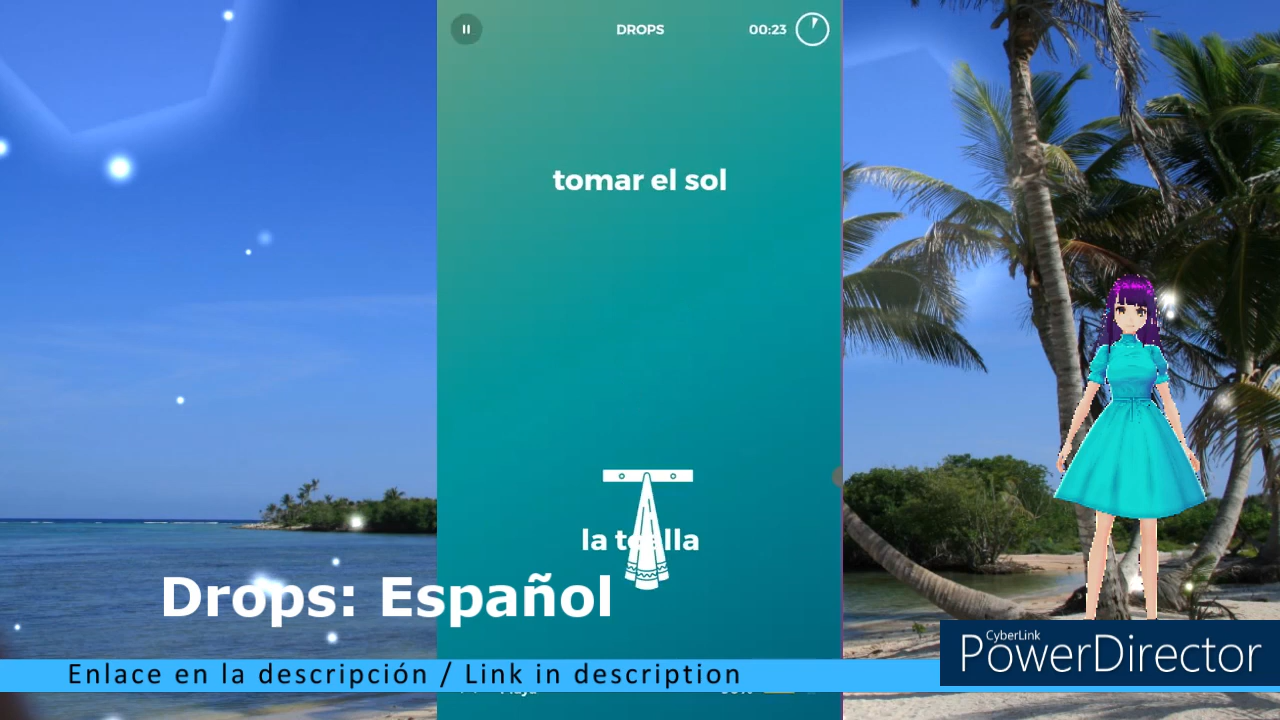 DROPS
00:23
tomar el sol
la toalla
Drops: Español
Enlace en la descripción / Link in description
CyberLink
PowerDirector